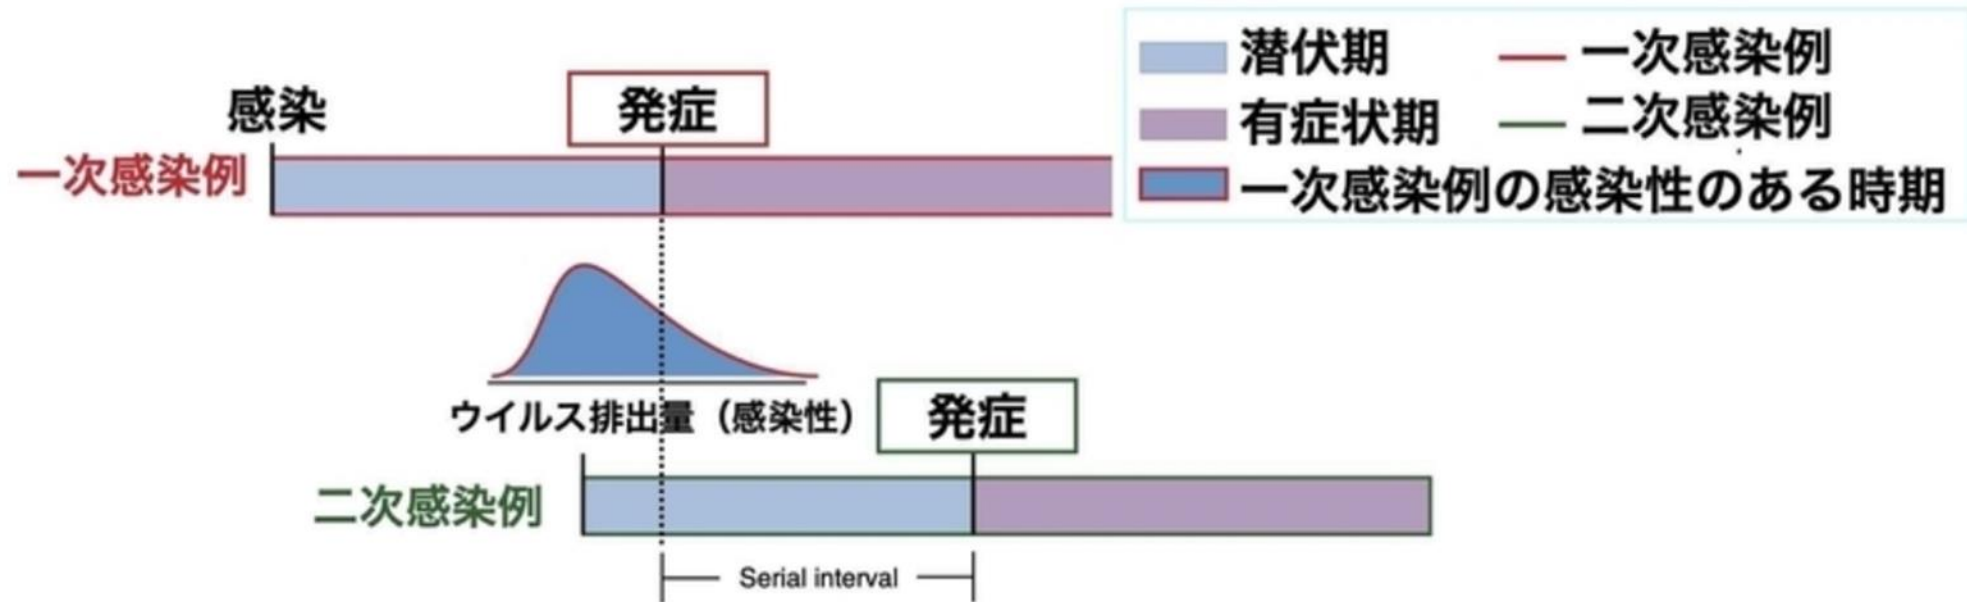 潜伏期
一次感染例
有症状期
二次感染例
一次感染例の感染性のある時期
感染
発症
一次感染例
ウイルス排出量（感染性）
発症
二次感染例
Serial interval